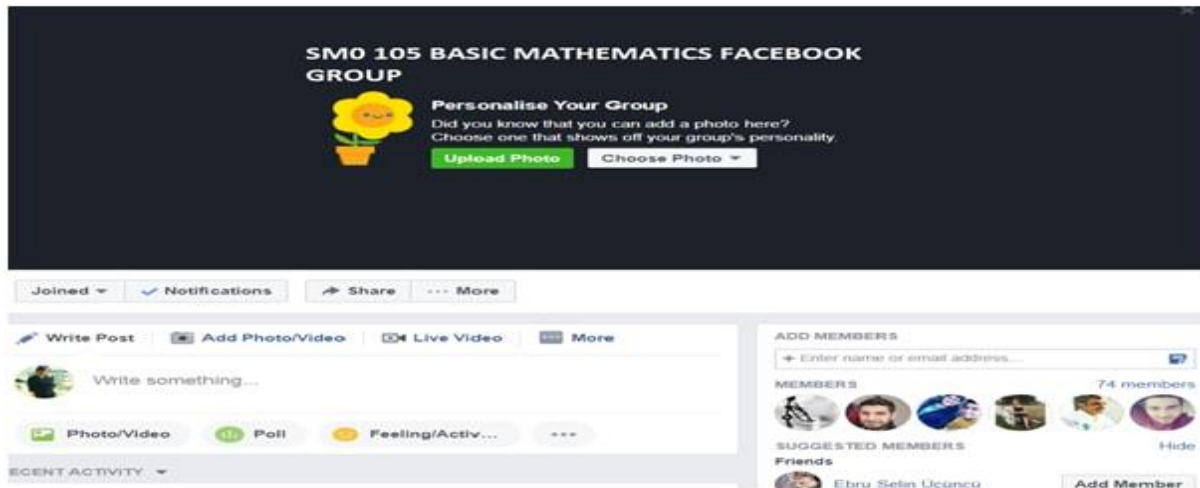 SM0 105 BASIC MATHEMATICS FACEBOOK
GROUP
Personalise Your Group
Did you know that you can add a photo here?
Choose one that shows off your group's personality.
Upload Photo
Choose Photo
Joined
Notifications
Share
More
Write Post
Add Photo/Video
Live Video
More
Write something...
Photo/Video
Poll
Feeling/Activ...
ECENT ACTIVITY
ADD MEMBERS
+ Enter name or email address...
MEMBERS
74 members
SUGGESTED MEMBERS
Hide
Friends
Ebru Selin Üçüncü
Add Member